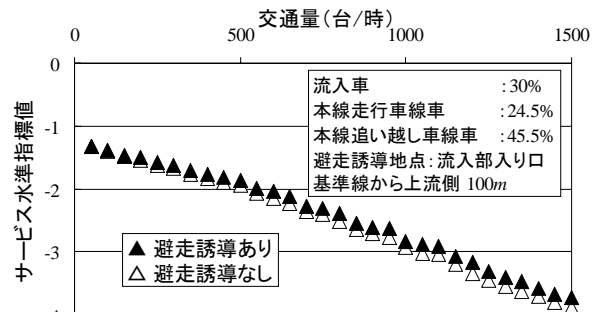 交通量(台/時)
0 500 1000 1500
0
-1
-2
-3
-4
サービス水準指標値
流入車 :30%
本線走行車線車 :24.5%
本線追い越し車線車 :45.5%
避走誘導地点:流入部入り口
基準線から上流側 100m
▲ 避走誘導あり
△ 避走誘導なし